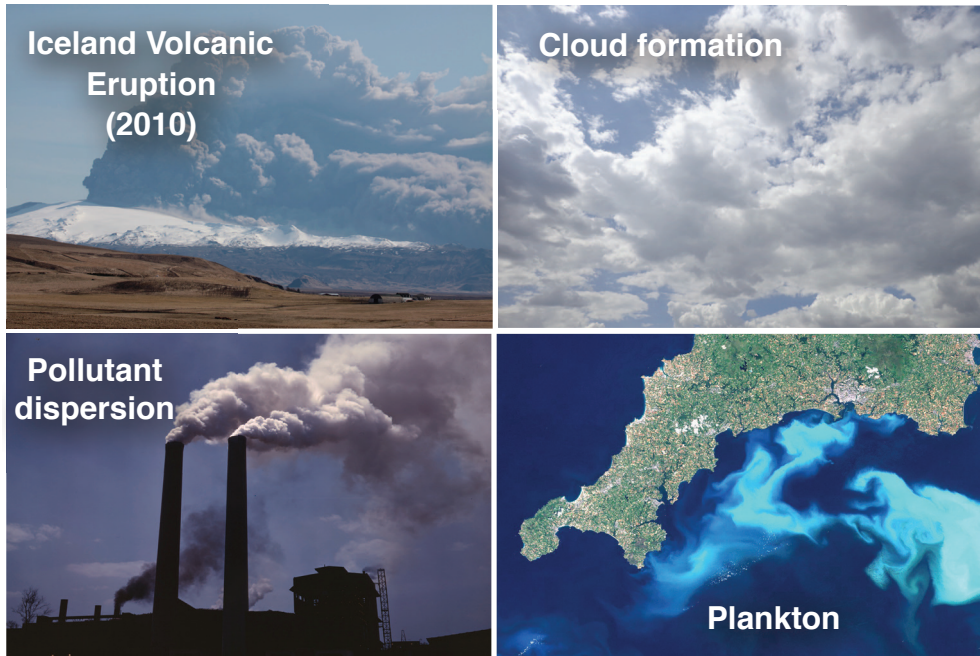 Iceland Volcanic
Eruption
(2010)
Cloud formation
Pollutant
dispersion
Plankton